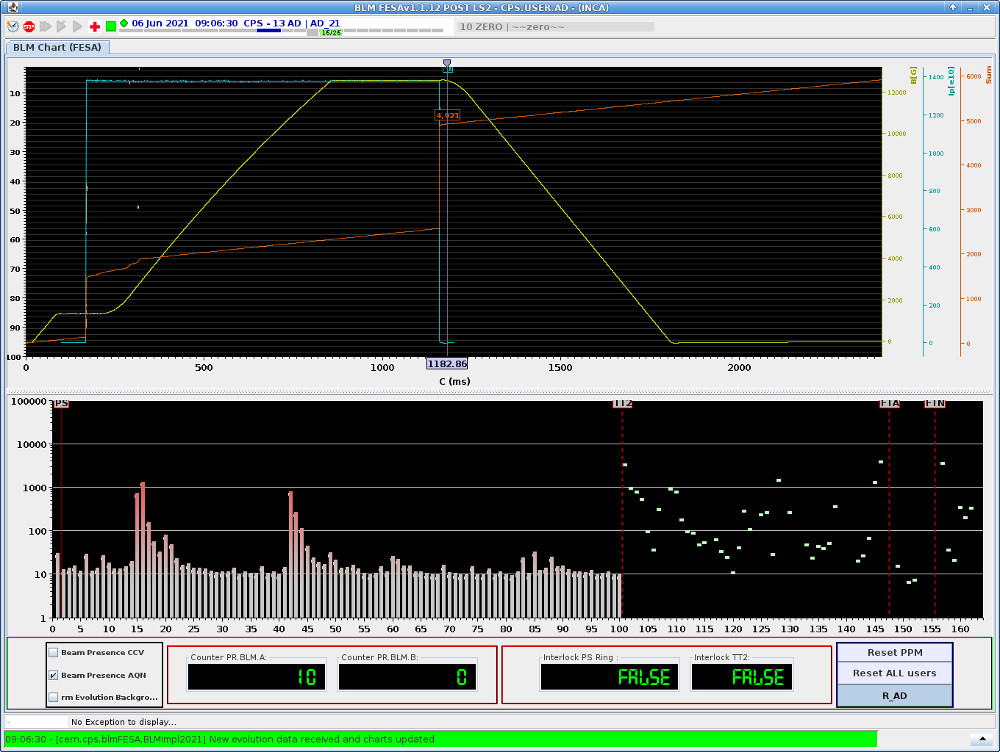 BLM FESAv1.1.12 POST LS2 - CPS.USER.AD - (INCA)
STOP 06 Jun 2021 09:06:30 CPS - 13 AD | AD_21 10 ZERO | ~~zero~~
16/26
BLM Chart (FESA)
10
20
30
40
50
60
70
80
90
100
4,921
1
B[G]
12000
10000
8000
6000
4000
2000
0
Ip[e10]
1400
1200
1000
800
600
400
200
0
Sum
6000
5000
4000
3000
2000
1000
0
0 500 1000 1182.86 1500 2000
C (ms)
PS TT2 FTA FTN
100000
10000
1000
100
10
1
0 5 10 15 20 25 30 35 40 45 50 55 60 65 70 75 80 85 90 95 100 105 110 115 120 125 130 135 140 145 150 155 160
Beam Presence CCV
Beam Presence AQN
rm Evolution Backgro...
Counter PR.BLM.A: Counter PR.BLM.B: Interlock PS Ring : Interlock TT2:
10 0 FALSE FALSE
Reset PPM
Reset ALL users
R_AD
- No Exception to display...
09:06:30 - [cern.cps.blmFESA.BLMImpl2021] New evolution data received and charts updated